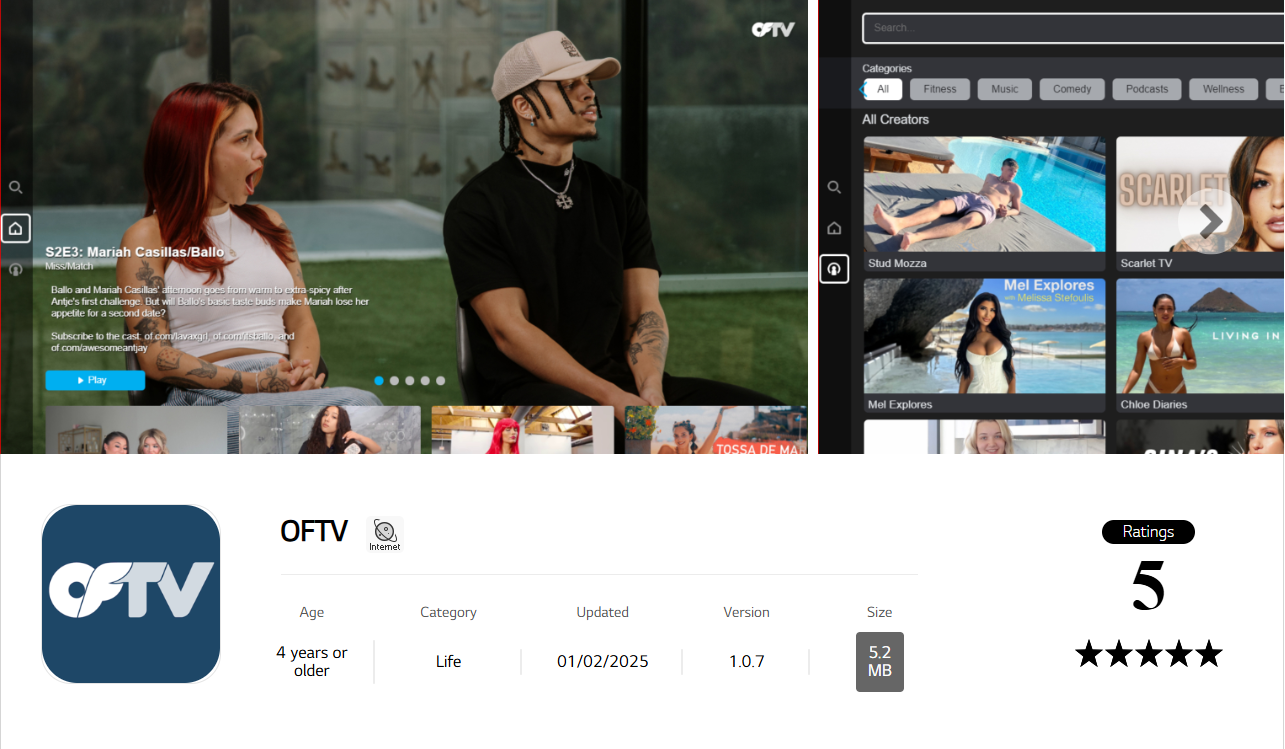 OFTV
S2E3: Mariah Casillas/Ballo
Miss/Match
Ballo and Mariah Casillas' afternoon goes from warm to extra-spicy after
Antje's first challenge. But will Ballo's basic taste buds make Mariah lose her
appetite for a second date?
Subscribe to the cast: of.com/tavaxgirl, of.com/itsballo, and
of.com/awesomeantjay
Play
TOSSA DE MA
Search...
Categories
All
Fitness
Music
Comedy
Podcasts
Wellness
All Creators
SCARLET
Stud Mozza
Scarlet TV
Mel Explores
with Melissa Stefoulis
LIVING IN
Mel Explores
Chloe Diaries
OFTV
OFTV
Internet
Age
Category
Updated
Version
Size
4 years or
older
Life
01/02/2025
1.0.7
5.2
MB
Ratings
5